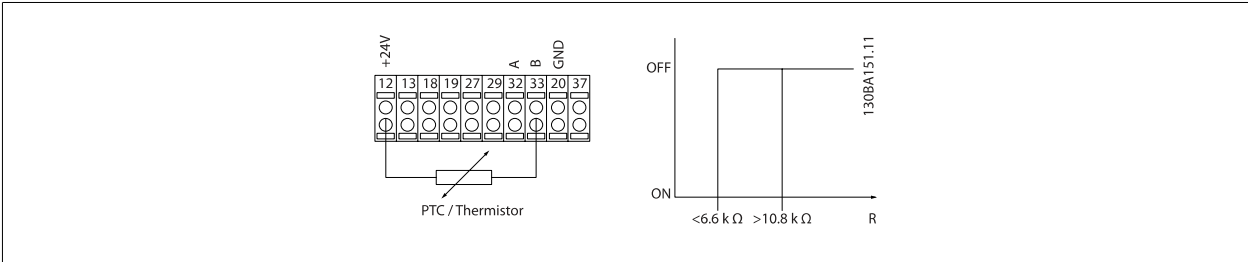 +24V
A
B
GND
12 13 18 19 27 29 32 33 20 37
PTC / Thermistor
OFF
ON
<6.6 k Ω >10.8 k Ω R
130BA151.11